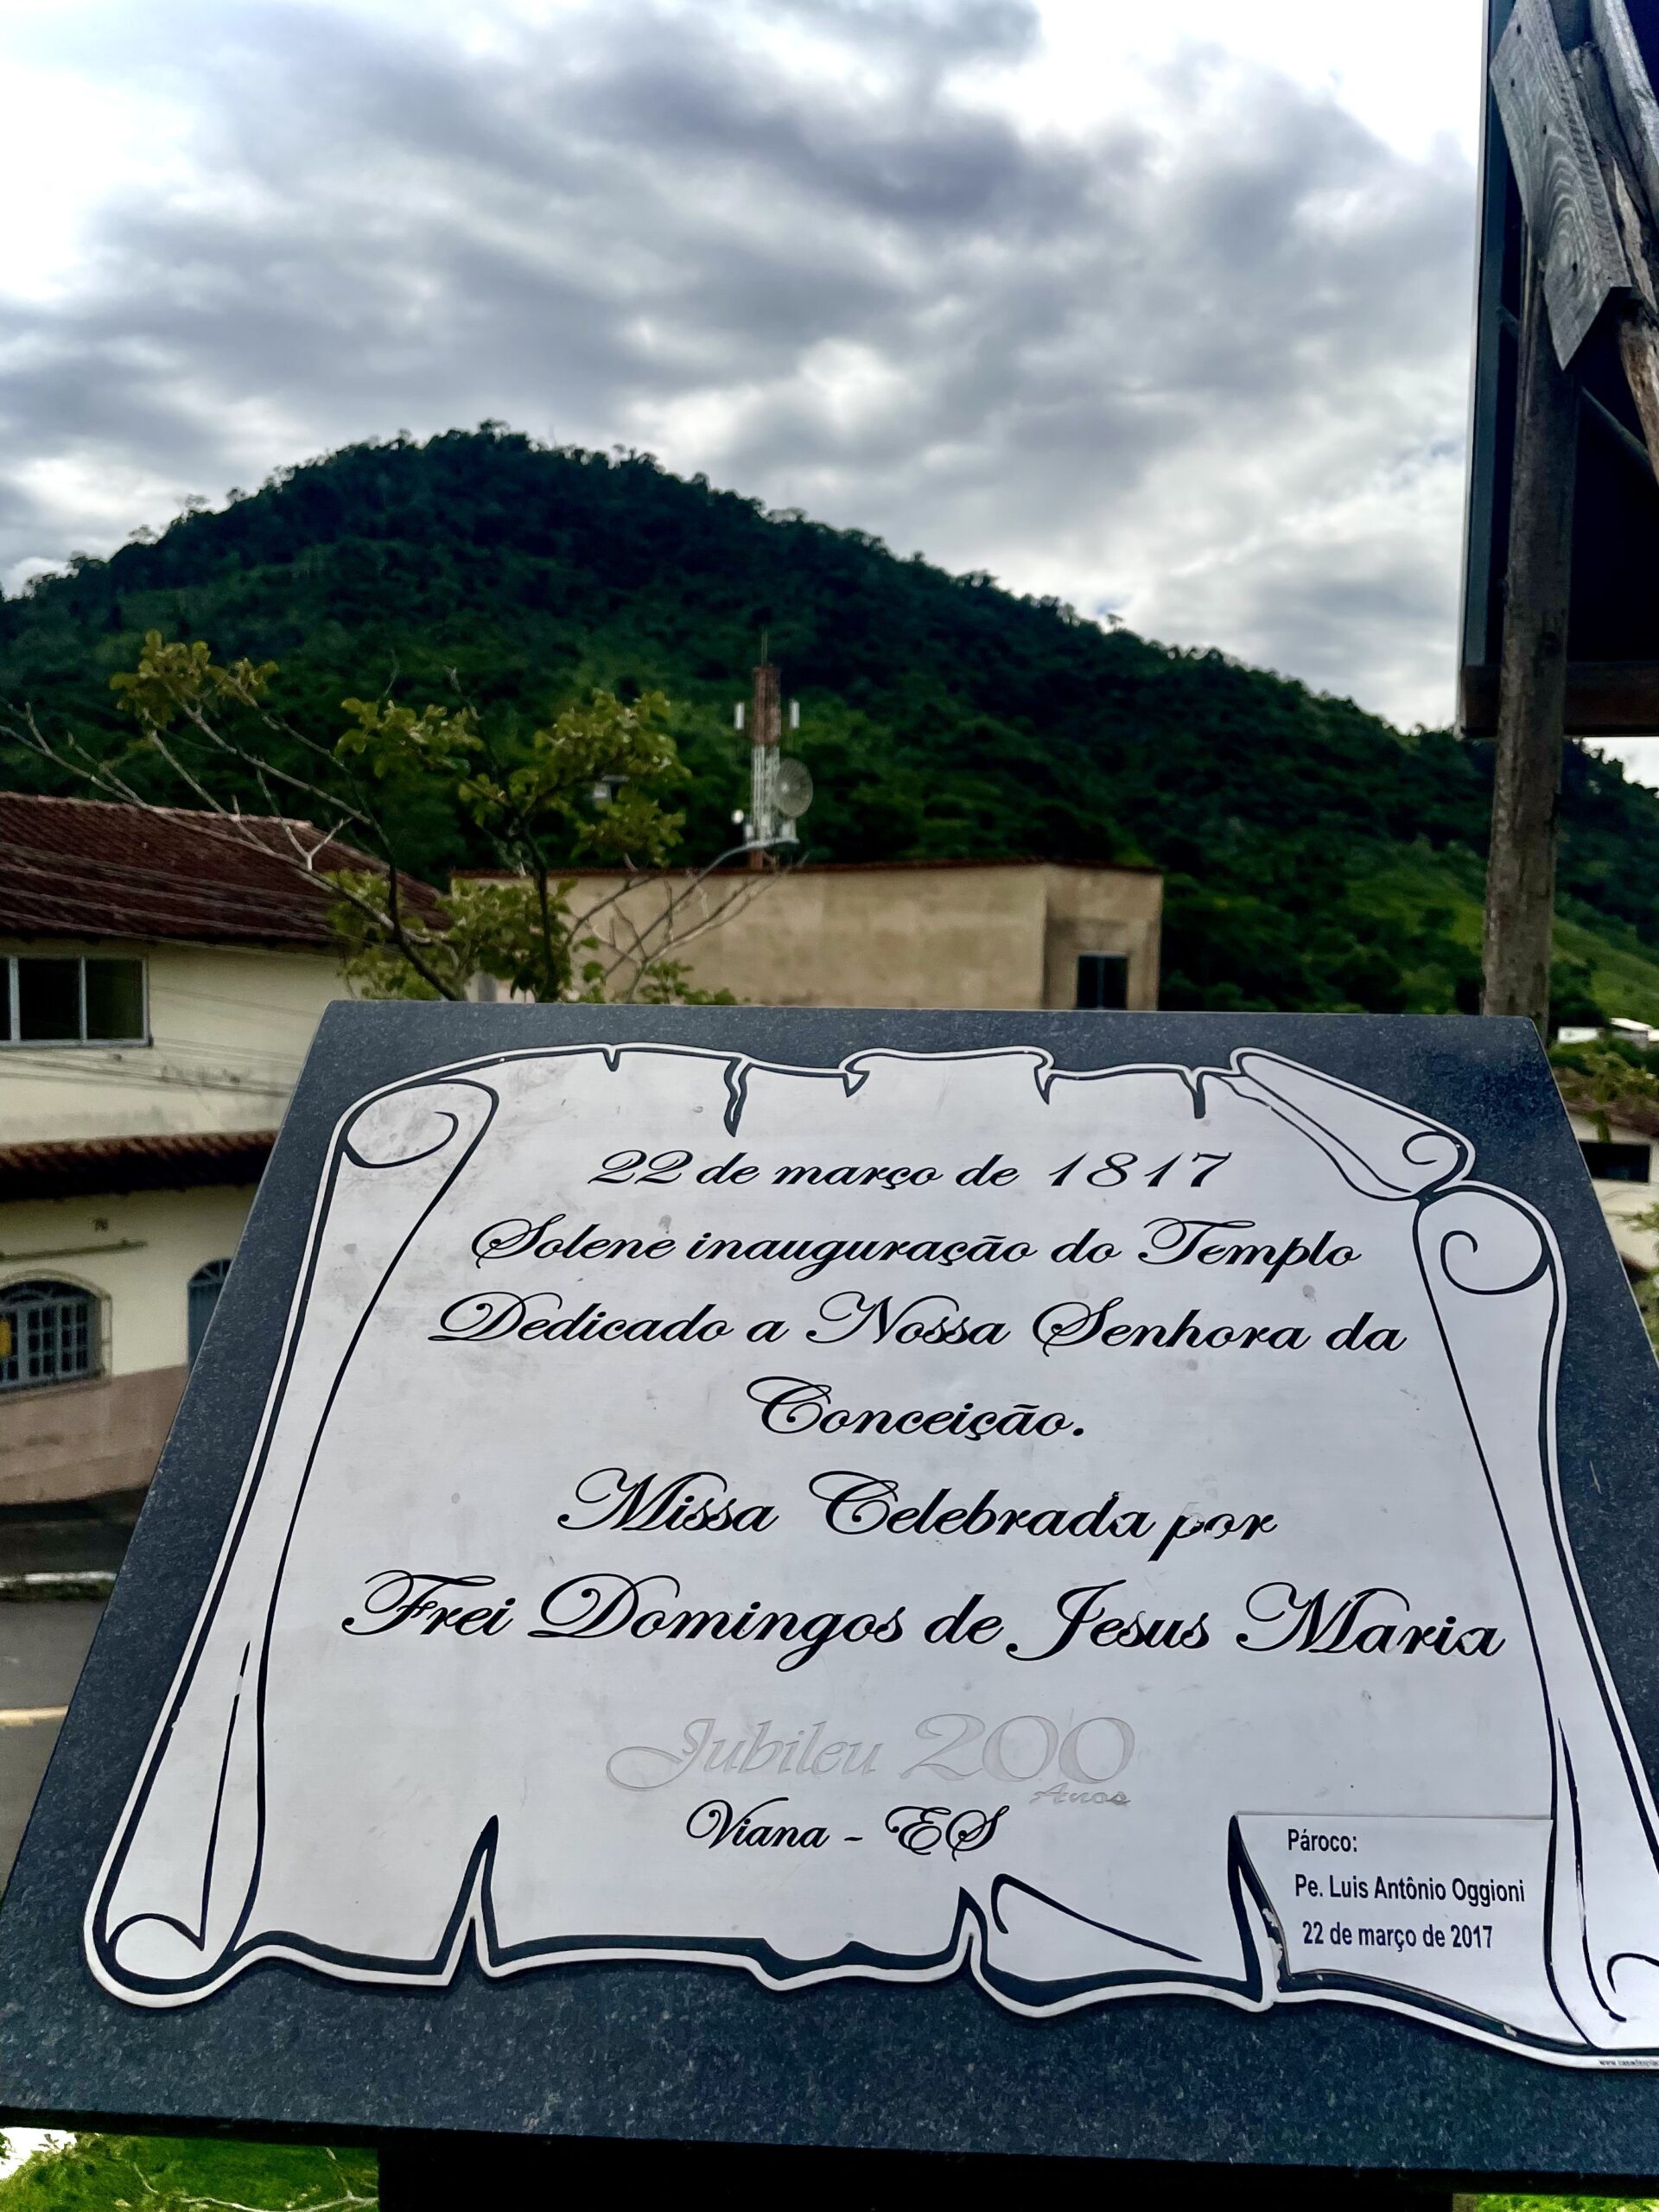 22 de março de 1817
Solene inauguração do Templo
Dedicado a Nossa Senhora da
Conceição.
Missa Celebrada por
Frei Domingos de Jesus Maria
Jubileu 200
Anos
Viana - ES
Pároco:
Pe. Luis Antônio Oggioni
22 de março de 2017